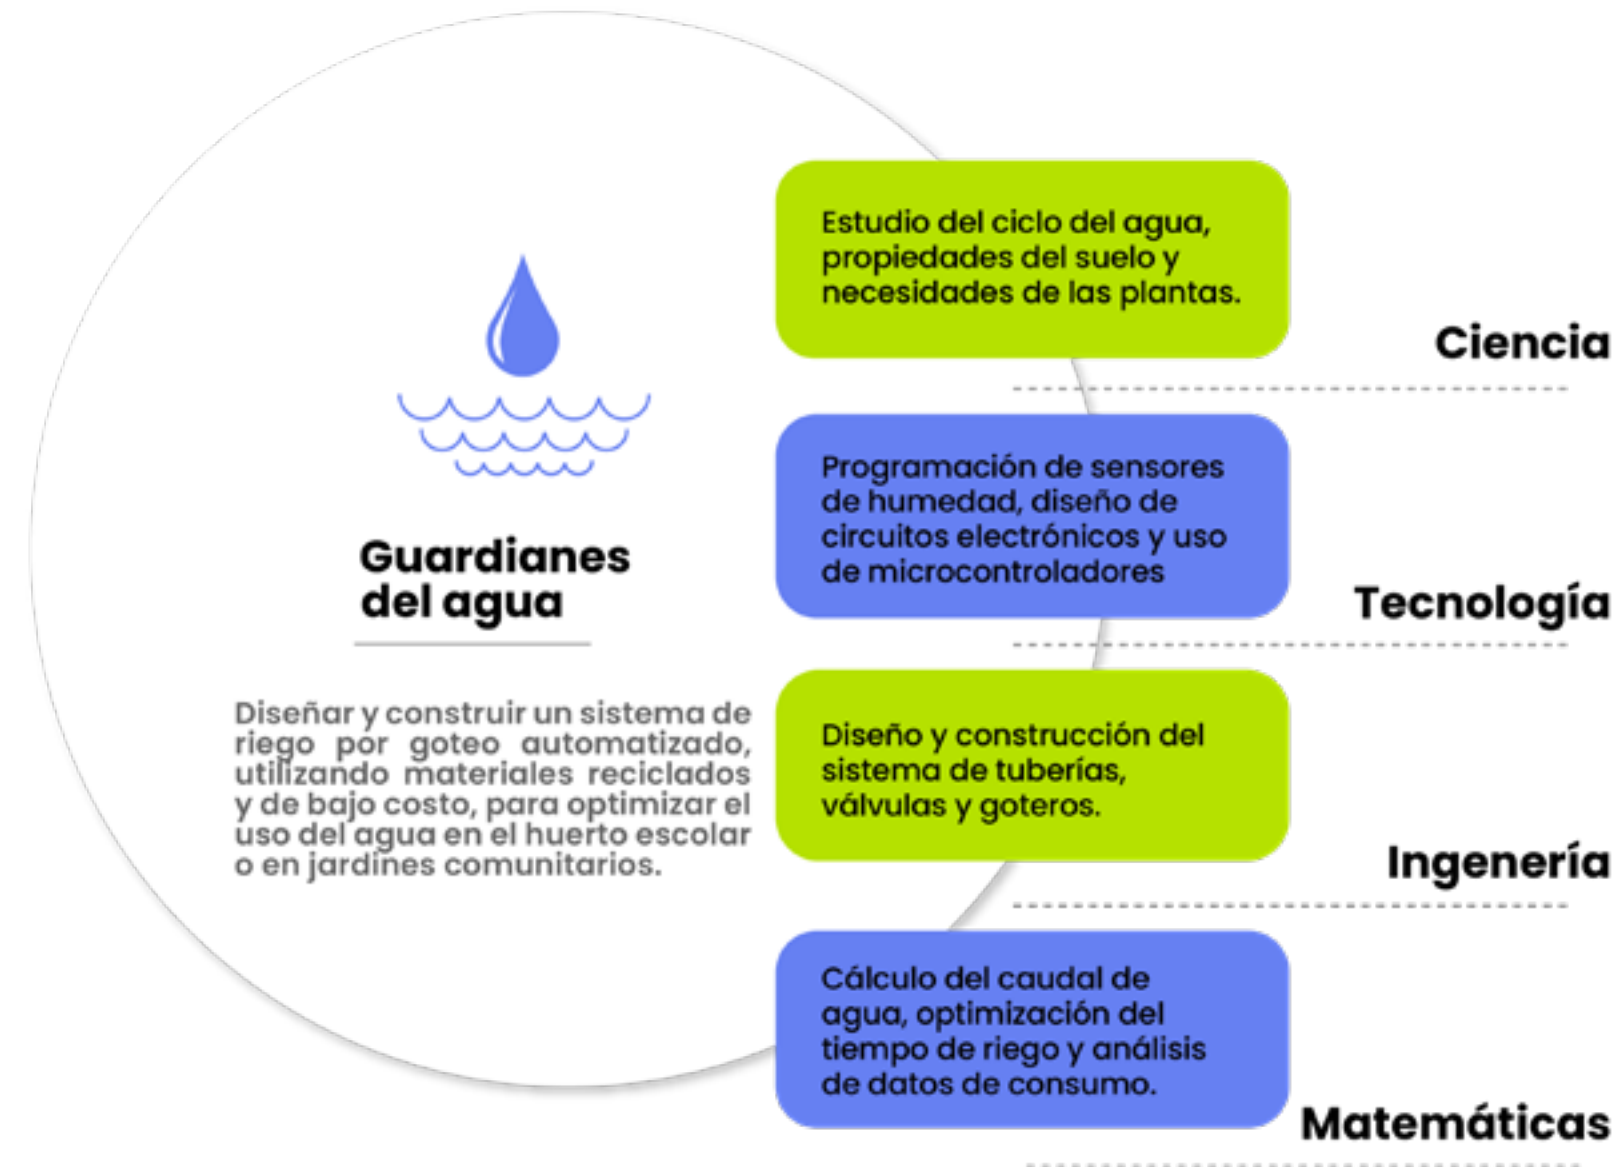 Guardianes
del agua
Diseñar y construir un sistema de
riego por goteo automatizado,
utilizando materiales reciclados
y de bajo costo, para optimizar el
uso del agua en el huerto escolar
o en jardines comunitarios.
Estudio del ciclo del agua,
propiedades del suelo y
necesidades de las plantas.
Ciencia
Programación de sensores
de humedad, diseño de
circuitos electrónicos y uso
de microcontroladores
Tecnología
Diseño y construcción del
sistema de tuberías,
válvulas y goteros.
Ingenería
Cálculo del caudal de
agua, optimización del
tiempo de riego y análisis
de datos de consumo.
Matemáticas